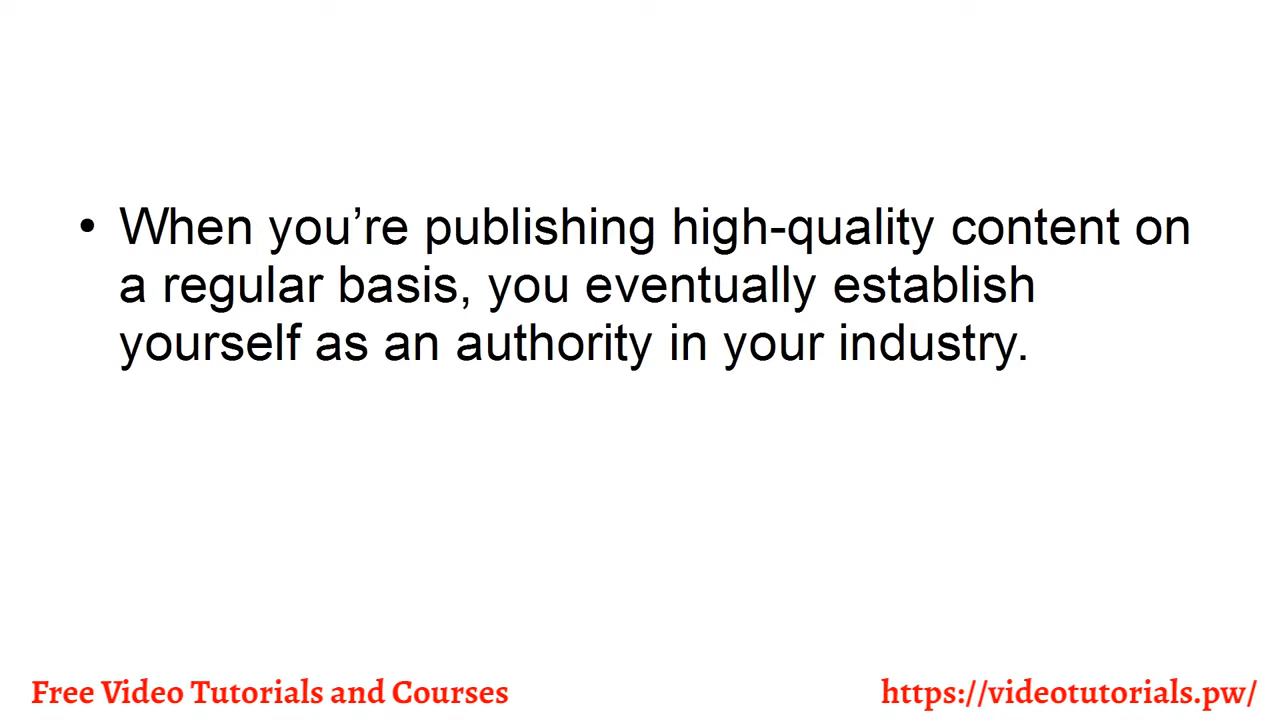 • When you’re publishing high-quality content on
a regular basis, you eventually establish
yourself as an authority in your industry.
Free Video Tutorials and Courses
https://videotutorials.pw/